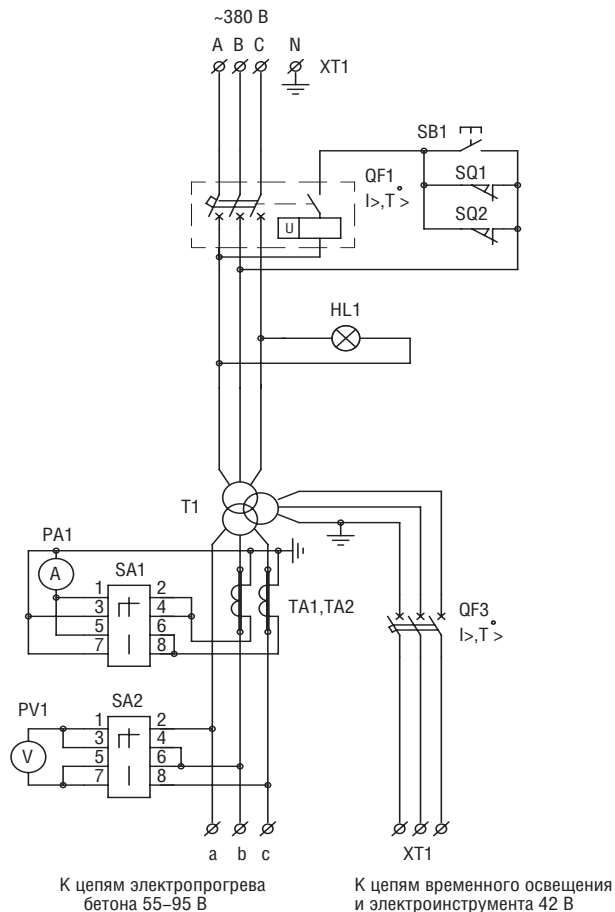 ~380 В
A B C N
XT1
SB1
QF1
I>,T°>
SQ1
SQ2
U
HL1
T1
PA1
A
SA1
1 2
3 4
5 6
7 8
TA1,TA2
QF3
I>,T°>
PV1
V
SA2
1 2
3 4
5 6
7 8
a b c
XT1
К цепям электропрогрева
бетона 55–95 В
К цепям временного освещения
и электроинструмента 42 В